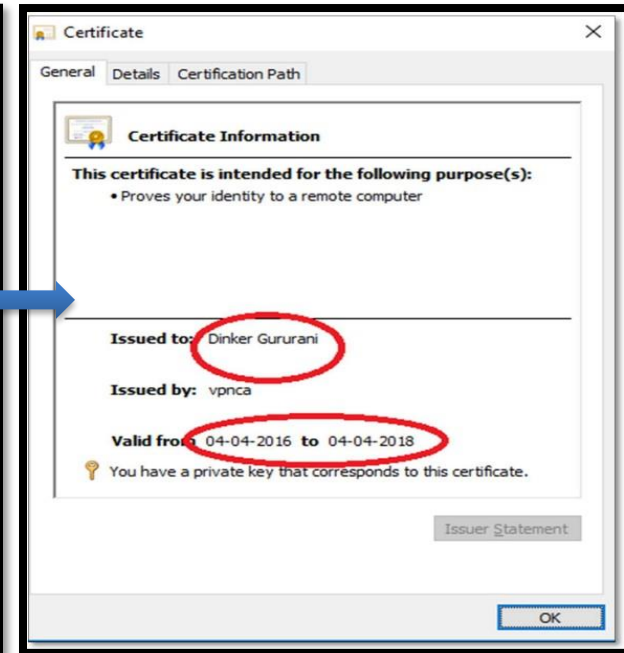 Certificate
General Details Certification Path
Certificate Information
This certificate is intended for the following purpose(s):
• Proves your identity to a remote computer
Issued to: Dinker Gururani
Issued by: vpnca
Valid from 04-04-2016 to 04-04-2018
You have a private key that corresponds to this certificate.
Issuer Statement
OK